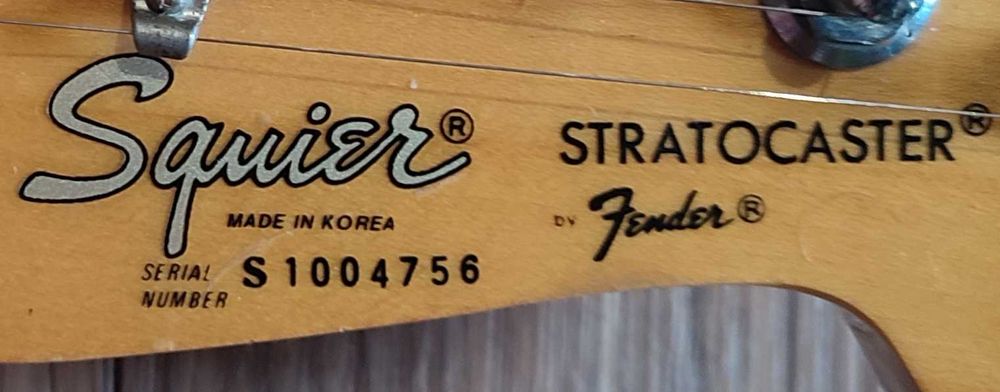 Squier®
MADE IN KOREA
SERIAL NUMBER S1004756
STRATOCASTER®
BY Fender®